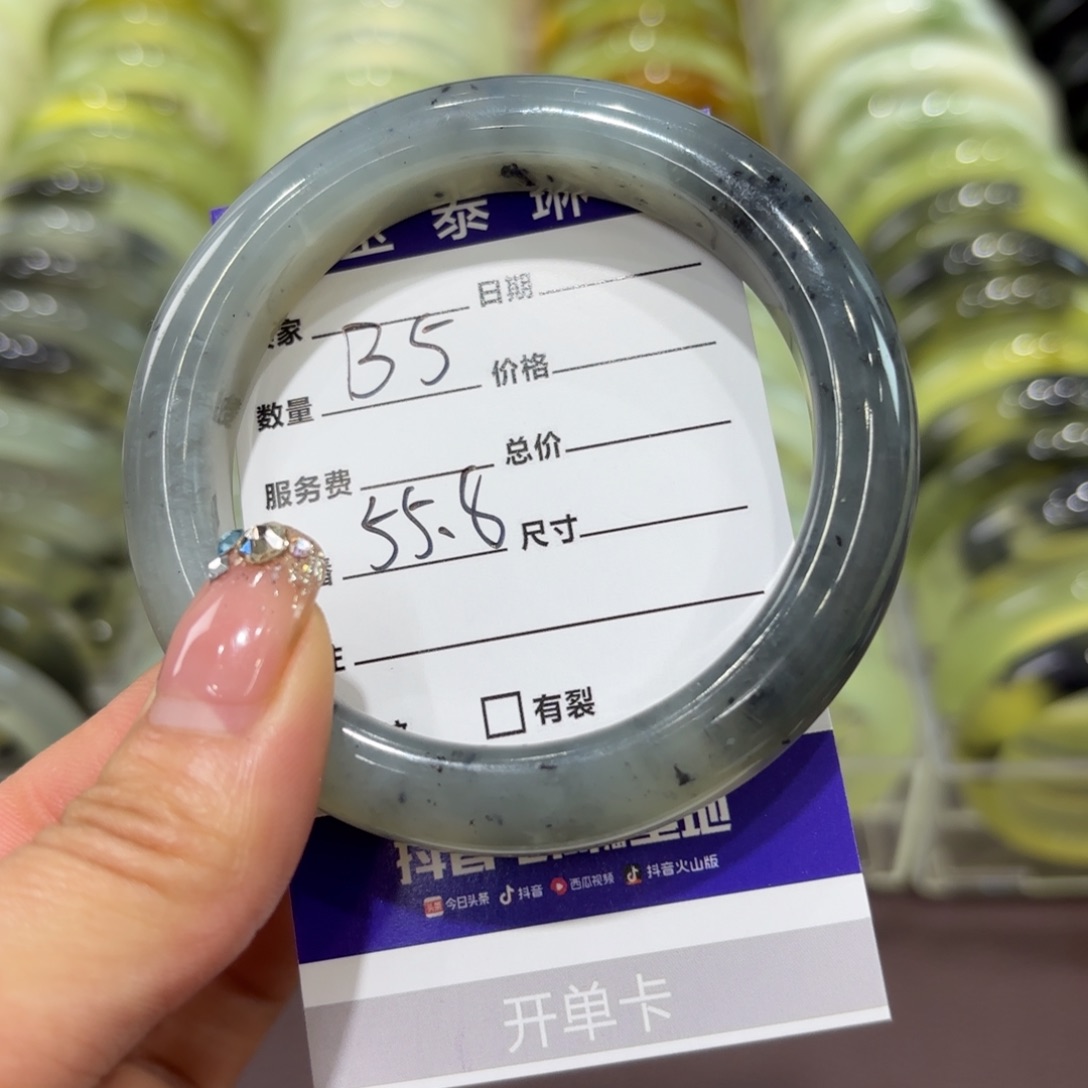 泰琳
家 日期
B5
数量 价格
服务费 总价
55.8 尺寸
□有裂
抖音
今日头条 抖音 西瓜视频 抖音火山版
开单卡